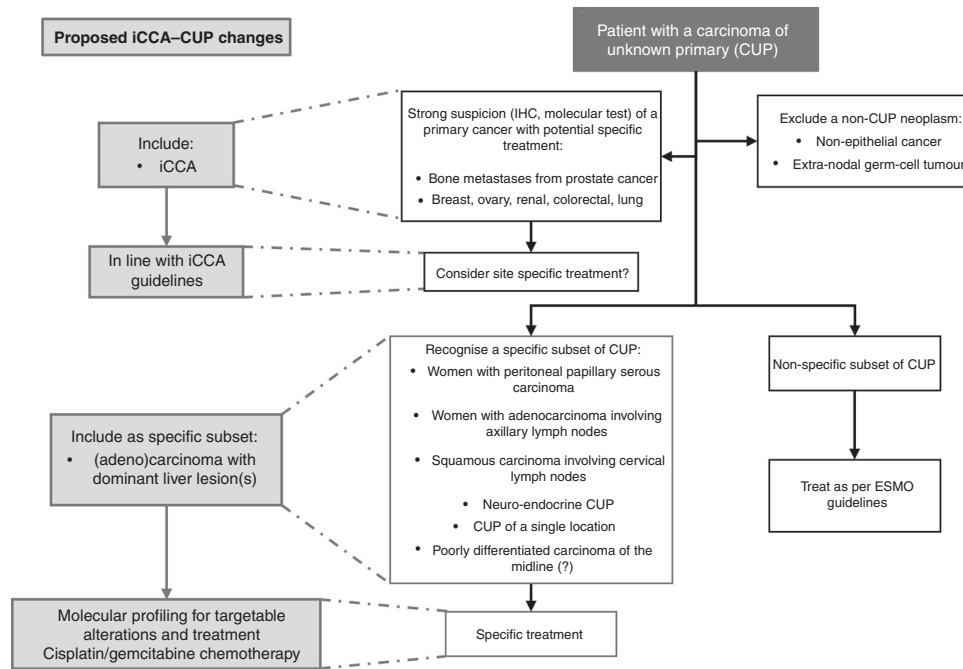 Proposed iCCA–CUP changes
Patient with a carcinoma of
unknown primary (CUP)
Include:
• iCCA
Strong suspicion (IHC, molecular test) of a
primary cancer with potential specific
treatment:
• Bone metastases from prostate cancer
• Breast, ovary, renal, colorectal, lung
Exclude a non-CUP neoplasm:
• Non-epithelial cancer
• Extra-nodal germ-cell tumour
In line with iCCA
guidelines
Consider site specific treatment?
Include as specific subset:
• (adeno)carcinoma with
dominant liver lesion(s)
Recognise a specific subset of CUP:
• Women with peritoneal papillary serous
carcinoma
• Women with adenocarcinoma involving
axillary lymph nodes
• Squamous carcinoma involving cervical
lymph nodes
• Neuro-endocrine CUP
• CUP of a single location
• Poorly differentiated carcinoma of the
midline (?)
Non-specific subset of CUP
Treat as per ESMO
guidelines
Molecular profiling for targetable
alterations and treatment
Cisplatin/gemcitabine chemotherapy
Specific treatment